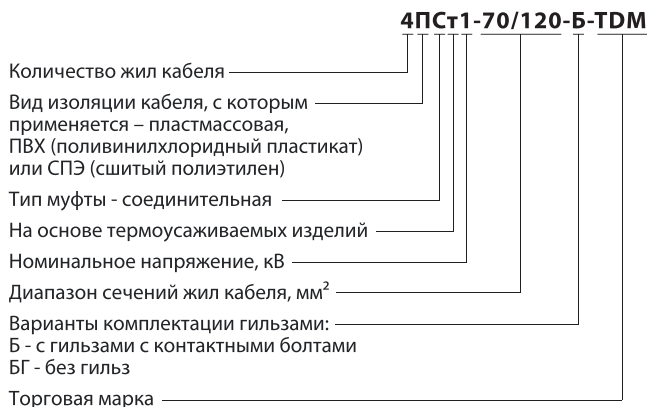 4ПСт1-70/120-Б-TDM
Количество жил кабеля
Вид изоляции кабеля, с которым
применяется – пластмассовая,
ПВХ (поливинилхлоридный пластикат)
или СПЭ (сшитый полиэтилен)
Тип муфты - соединительная
На основе термоусаживаемых изделий
Номинальное напряжение, кВ
Диапазон сечений жил кабеля, мм²
Варианты комплектации гильзами:
Б - с гильзами с контактными болтами
БГ - без гильз
Торговая марка